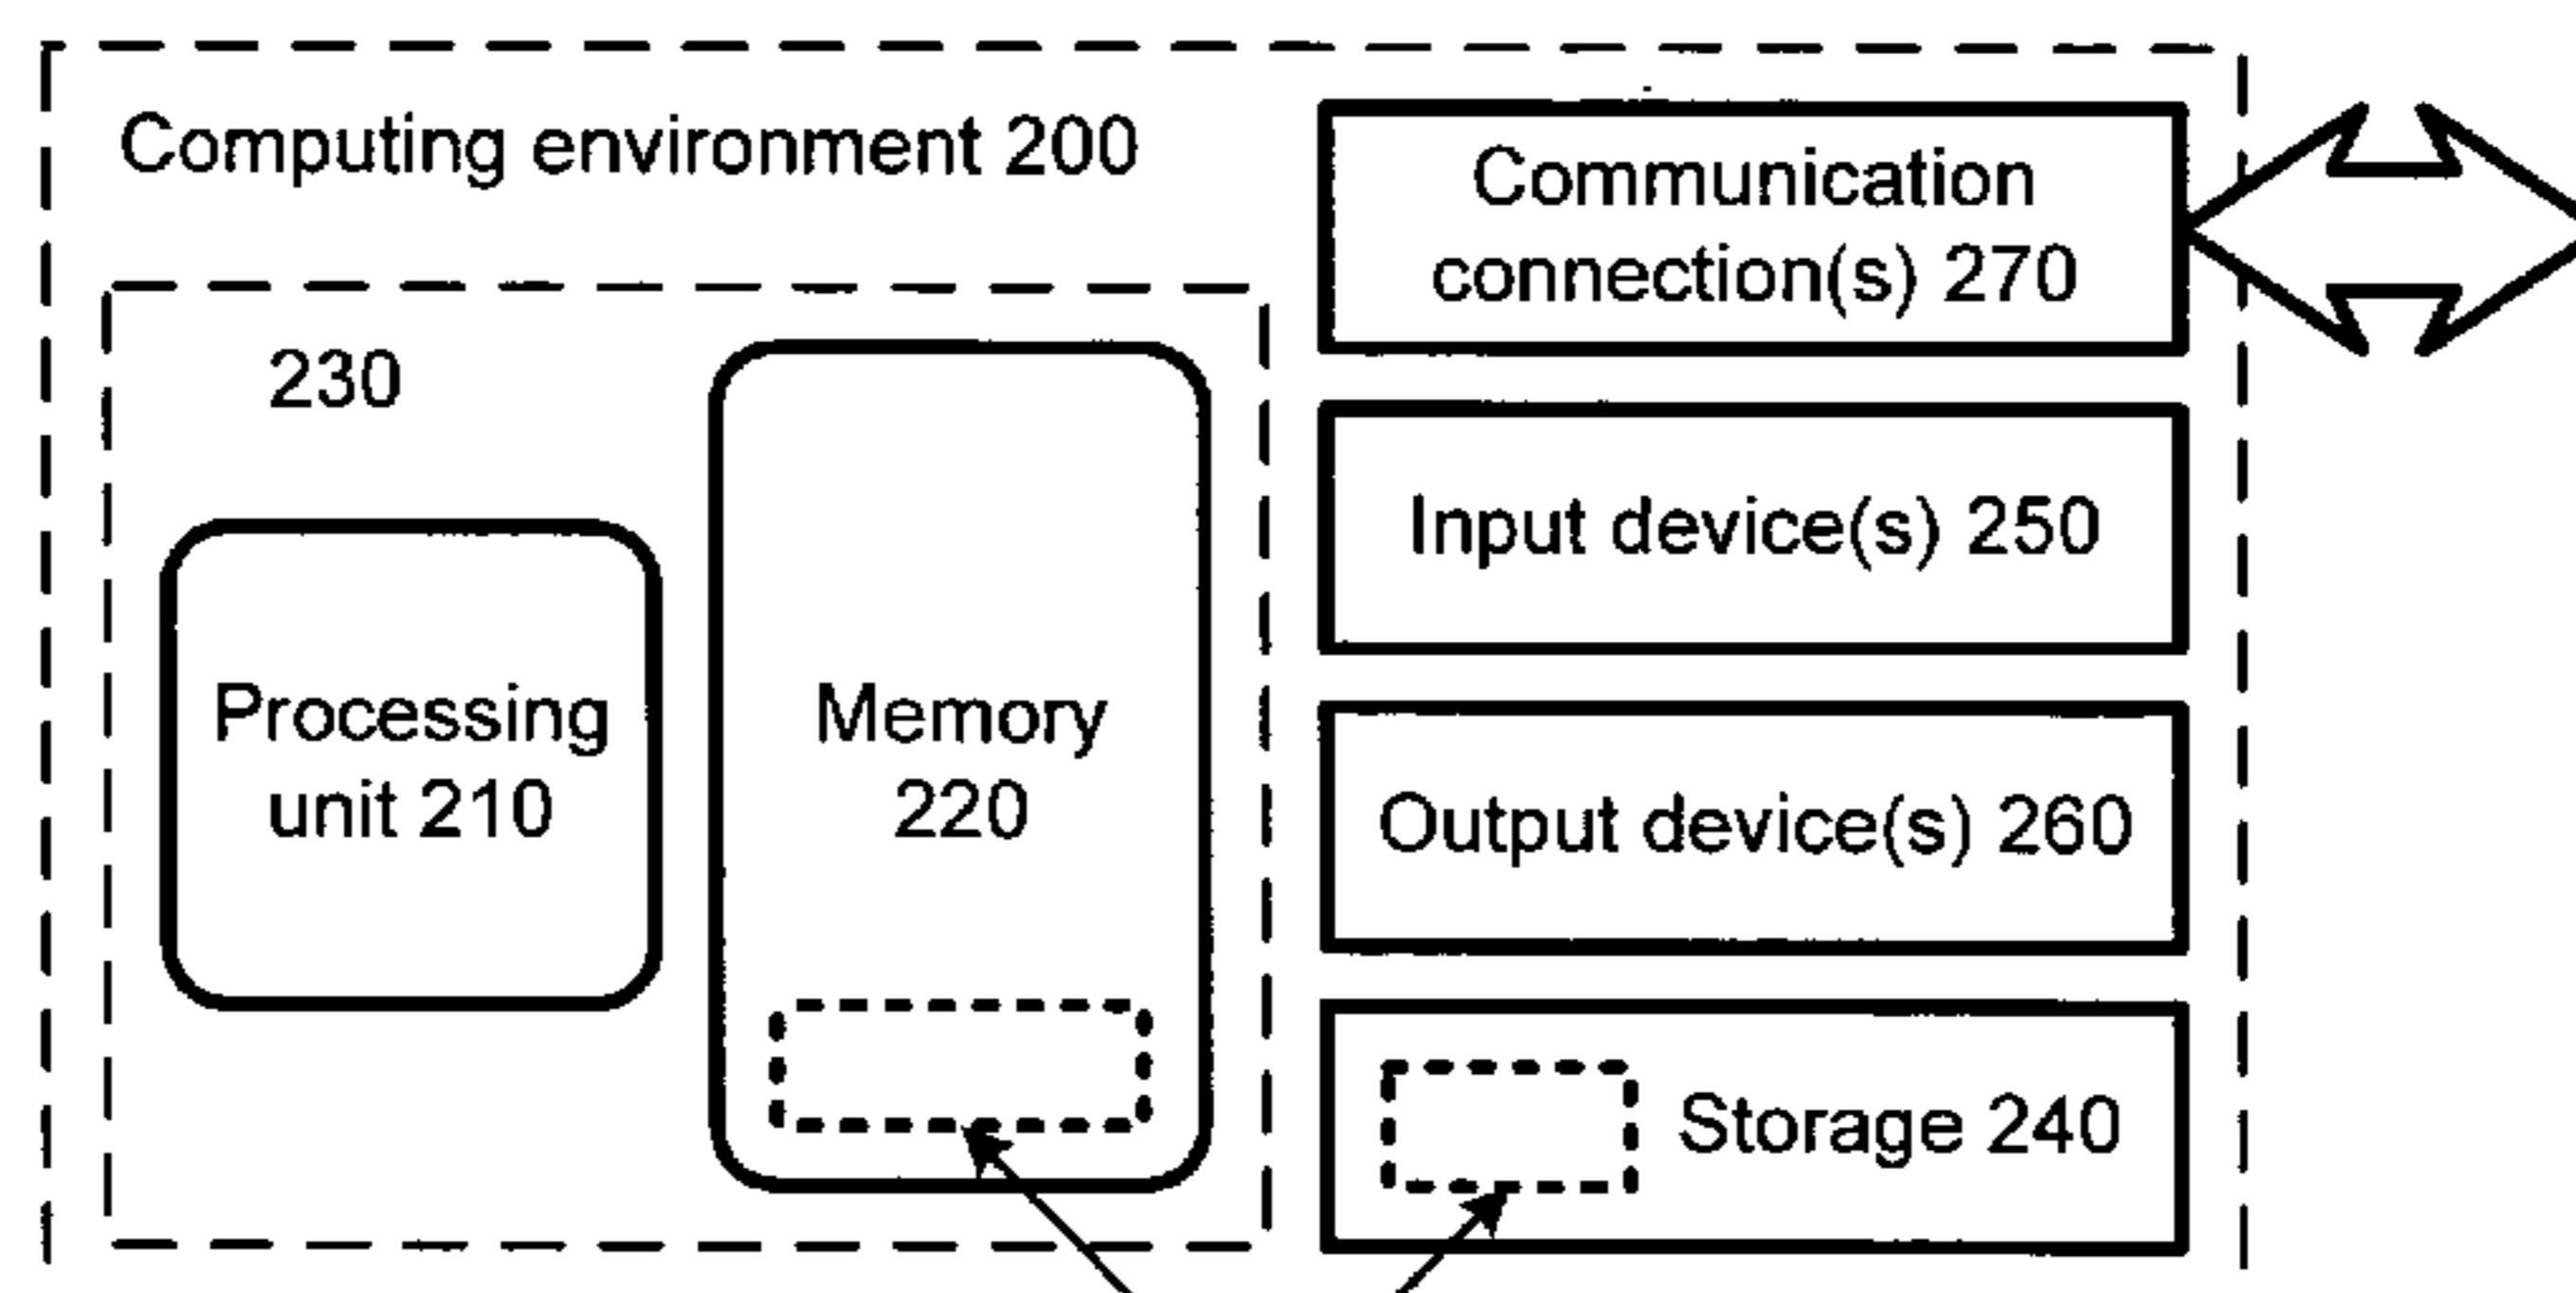 Computing environment 200
Communication
connection(s) 270
230
Input device(s) 250
Processing
unit 210
Memory
220
Output device(s) 260
Storage 240